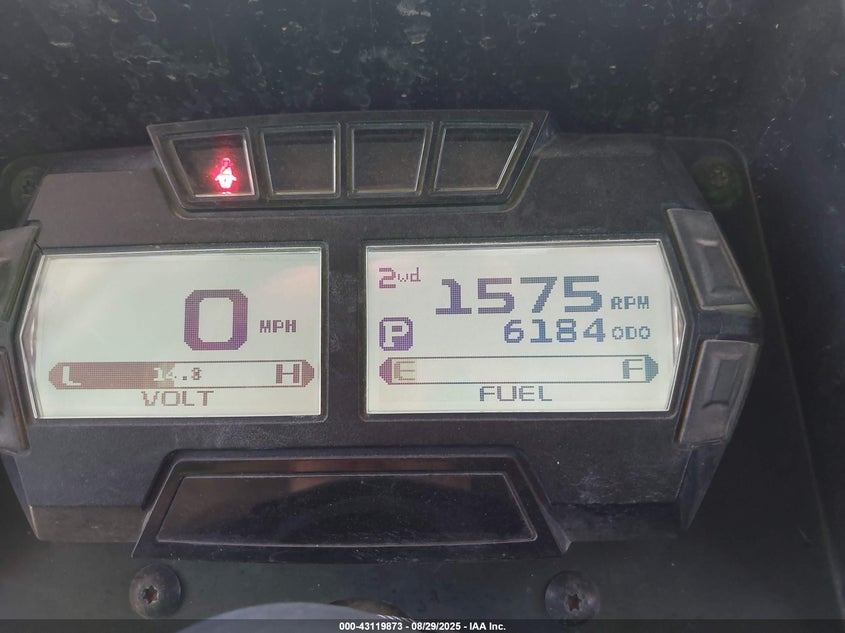 0 MPH
L 14.8 H
VOLT
2wd 1575 RPM
P 6184 ODO
E F
FUEL
000-43119873 - 08/29/2025 - IAA Inc.